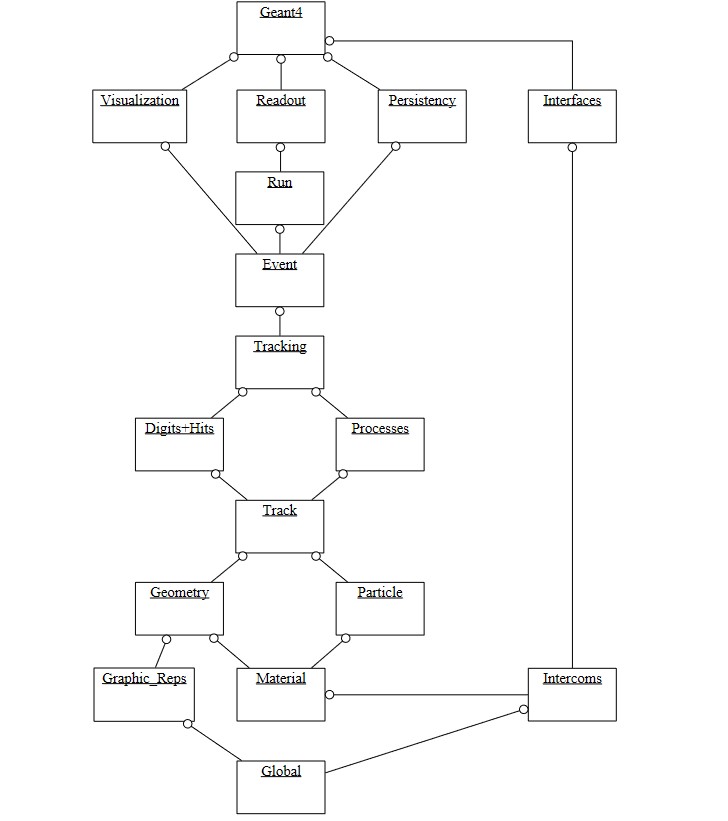 Geant4
Visualization
Readout
Persistency
Interfaces
Run
Event
Tracking
Digits+Hits
Processes
Track
Geometry
Particle
Graphic_Reps
Material
Intercoms
Global